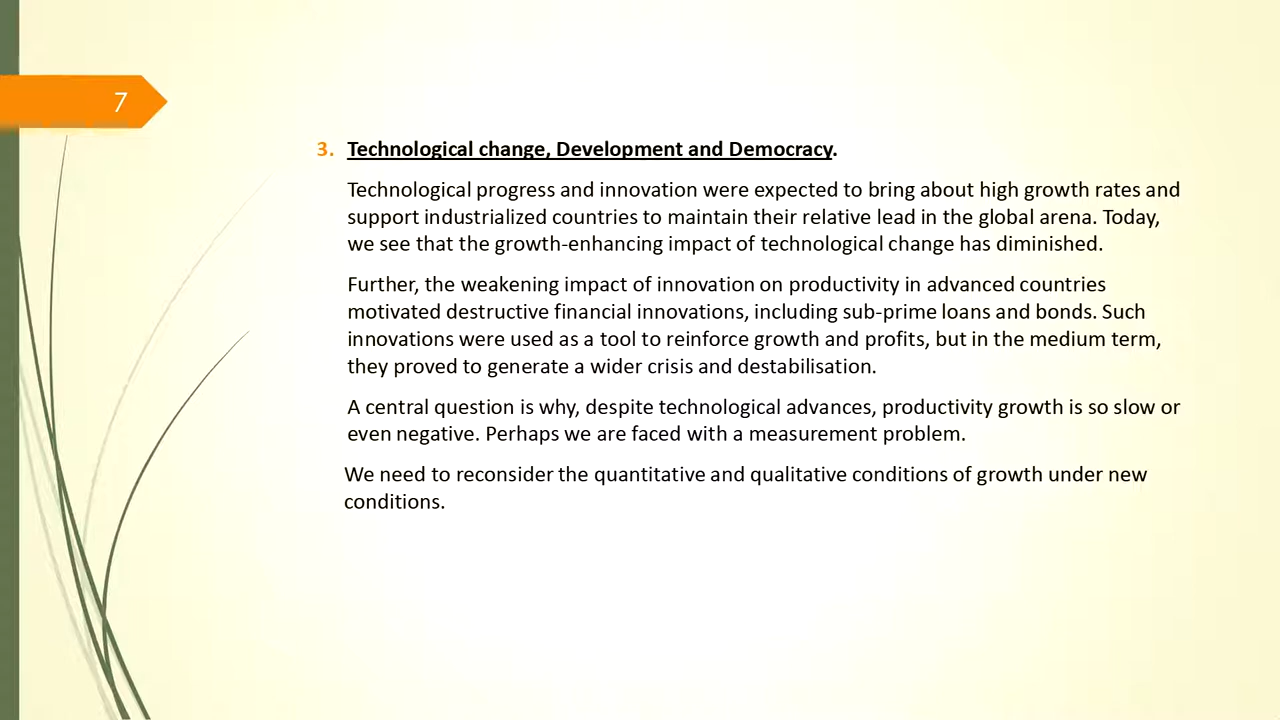 7
3. Technological change, Development and Democracy.
Technological progress and innovation were expected to bring about high growth rates and
support industrialized countries to maintain their relative lead in the global arena. Today,
we see that the growth-enhancing impact of technological change has diminished.
Further, the weakening impact of innovation on productivity in advanced countries
motivated destructive financial innovations, including sub-prime loans and bonds. Such
innovations were used as a tool to reinforce growth and profits, but in the medium term,
they proved to generate a wider crisis and destabilisation.
A central question is why, despite technological advances, productivity growth is so slow or
even negative. Perhaps we are faced with a measurement problem.
We need to reconsider the quantitative and qualitative conditions of growth under new
conditions.